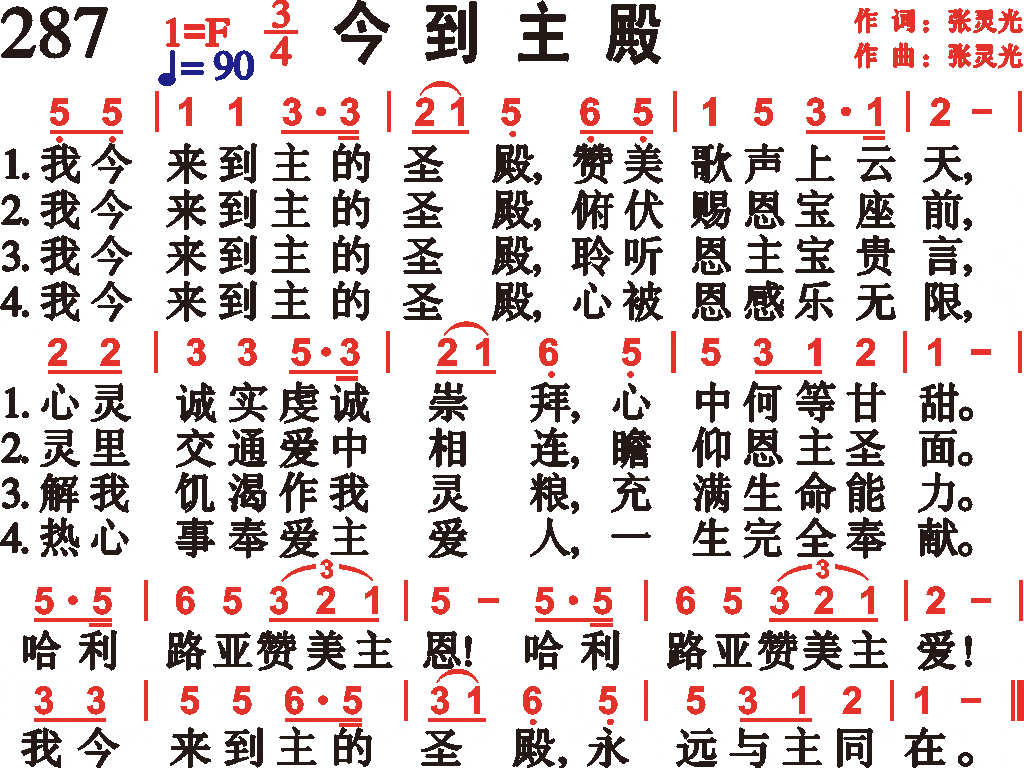 287 1=F 3/4 今到主殿 作词：张灵光
♩=90 作曲：张灵光
5 5 | 1 1 3·3 | 2 1 5 6 5 | 1 5 3·1 | 2 – |
1.我今 来到主的 圣 殿,赞美 歌声上云 天,
2.我今 来到主的 圣 殿,俯伏 赐恩宝座 前,
3.我今 来到主的 圣 殿,聆听 恩主宝贵 言,
4.我今 来到主的 圣 殿,心被 恩感乐无 限,
2 2 | 3 3 5·3 | 2 1 6 5 | 5 3 1 2 | 1 – |
1.心灵 诚实虔诚 崇 拜,心 中何等甘 甜。
2.灵里 交通爱中 相 连,瞻 仰恩主圣 面。
3.解我 饥渴作我 灵 粮,充 满生命能 力。
4.热心 事奉爱主 爱 人,一 生完全奉 献。
5·5 | 6 5 3 2 1 | 5 – 5·5 | 6 5 3 2 1 | 2 – |
哈利 路亚赞美主 恩!哈利 路亚赞美主 爱!
3 3 | 5 5 6·5 | 3 1 6 5 | 5 3 1 2 | 1 – ‖
我今 来到主的 圣 殿,永 远与主同 在。